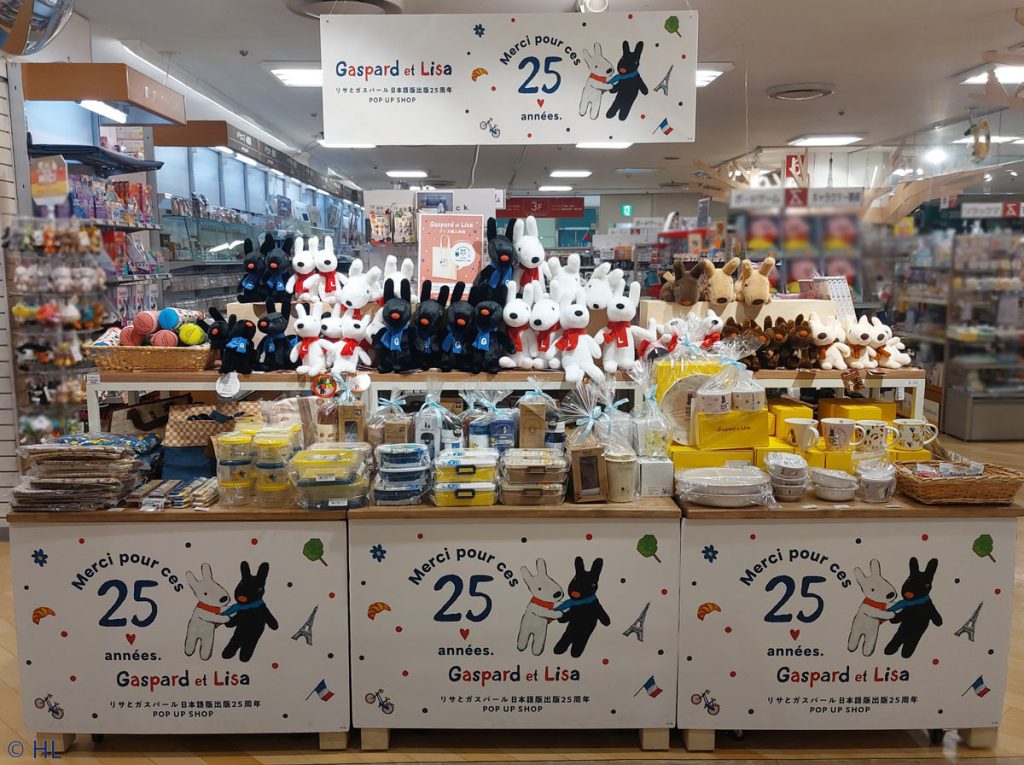 Gaspard et Lisa
リサとガスパール 日本語版出版25周年
POP UP SHOP
Merci pour ces
25
années.
3F
Gaspard et Lisa
Merci pour ces
25
années.
Gaspard et Lisa
リサとガスパール 日本語版出版25周年
POP UP SHOP
Merci pour ces
25
années.
Gaspard et Lisa
リサとガスパール 日本語版出版25周年
POP UP SHOP
Merci pour ces
25
années.
Gaspard et Lisa
リサとガスパール 日本語版出版25周年
POP UP SHOP
© HL